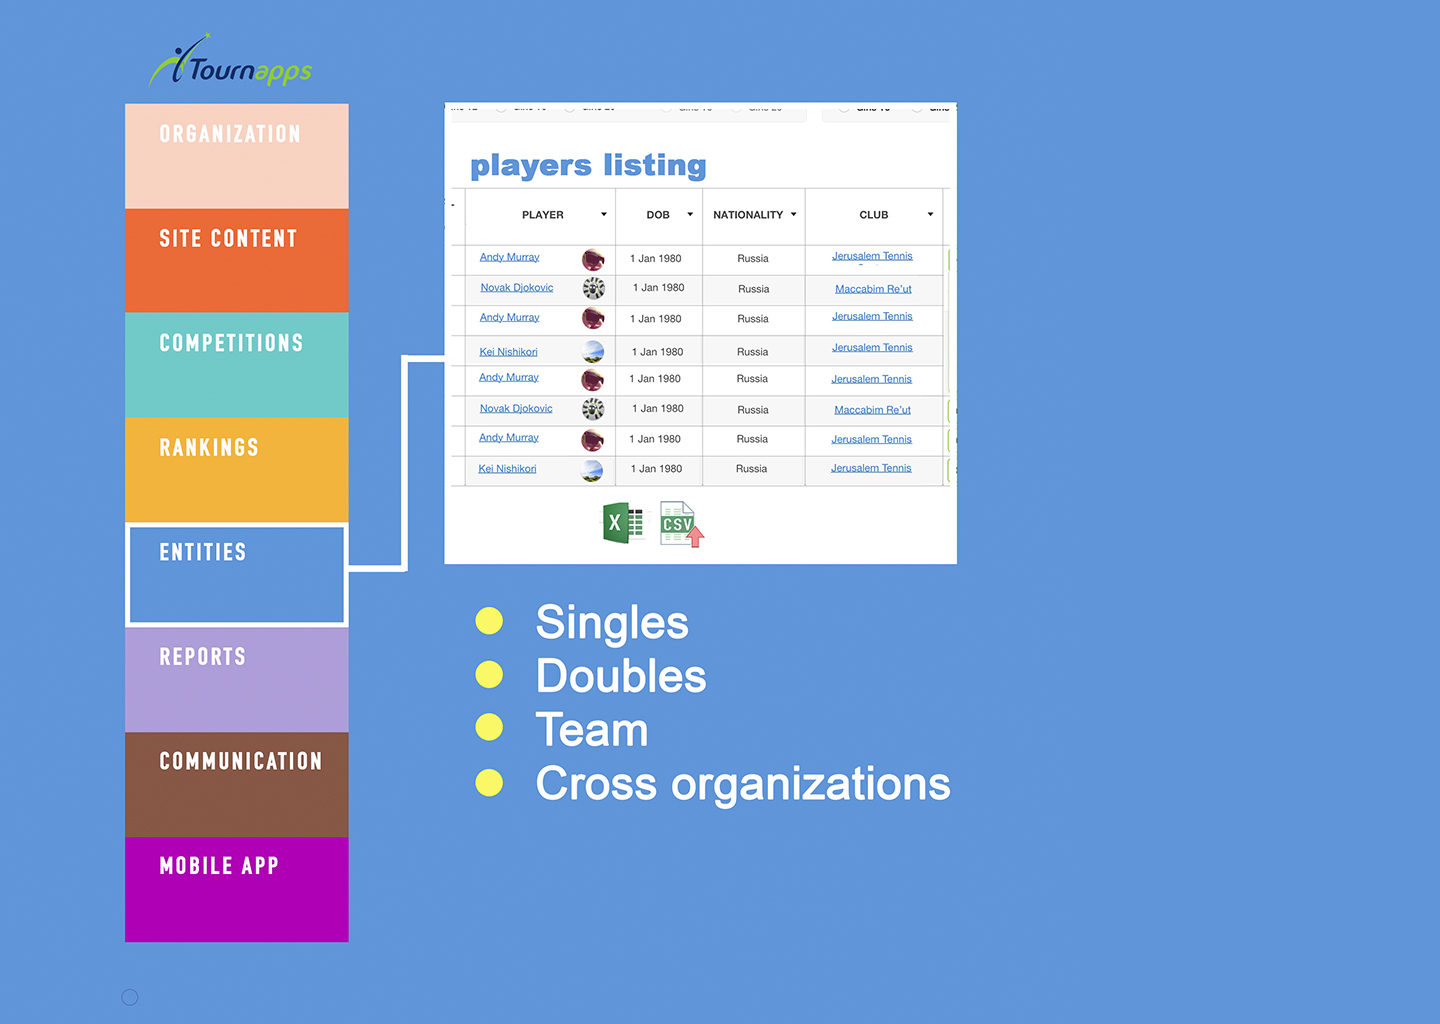 Tournapps
ORGANIZATION
SITE CONTENT
COMPETITIONS
RANKINGS
ENTITIES
REPORTS
COMMUNICATION
MOBILE APP
players listing
PLAYER DOB NATIONALITY CLUB
Andy Murray 1 Jan 1980 Russia Jerusalem Tennis
Novak Djokovic 1 Jan 1980 Russia Maccabim Re'ut
Andy Murray 1 Jan 1980 Russia Jerusalem Tennis
Kei Nishikori 1 Jan 1980 Russia Jerusalem Tennis
Andy Murray 1 Jan 1980 Russia Jerusalem Tennis
Novak Djokovic 1 Jan 1980 Russia Maccabim Re'ut
Andy Murray 1 Jan 1980 Russia Jerusalem Tennis
Kei Nishikori 1 Jan 1980 Russia Jerusalem Tennis
X CSV
Singles
Doubles
Team
Cross organizations